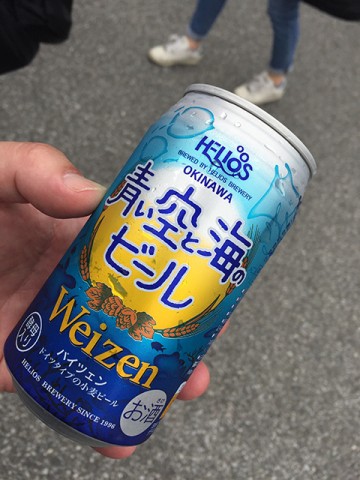 HELIOS
BREWED BY HELIOS BREWERY
OKINAWA
青い空と海の
ビール
Weizen
バイツェン
ドイツタイプの小麦ビール
HELIOS BREWERY SINCE 1996
お酒